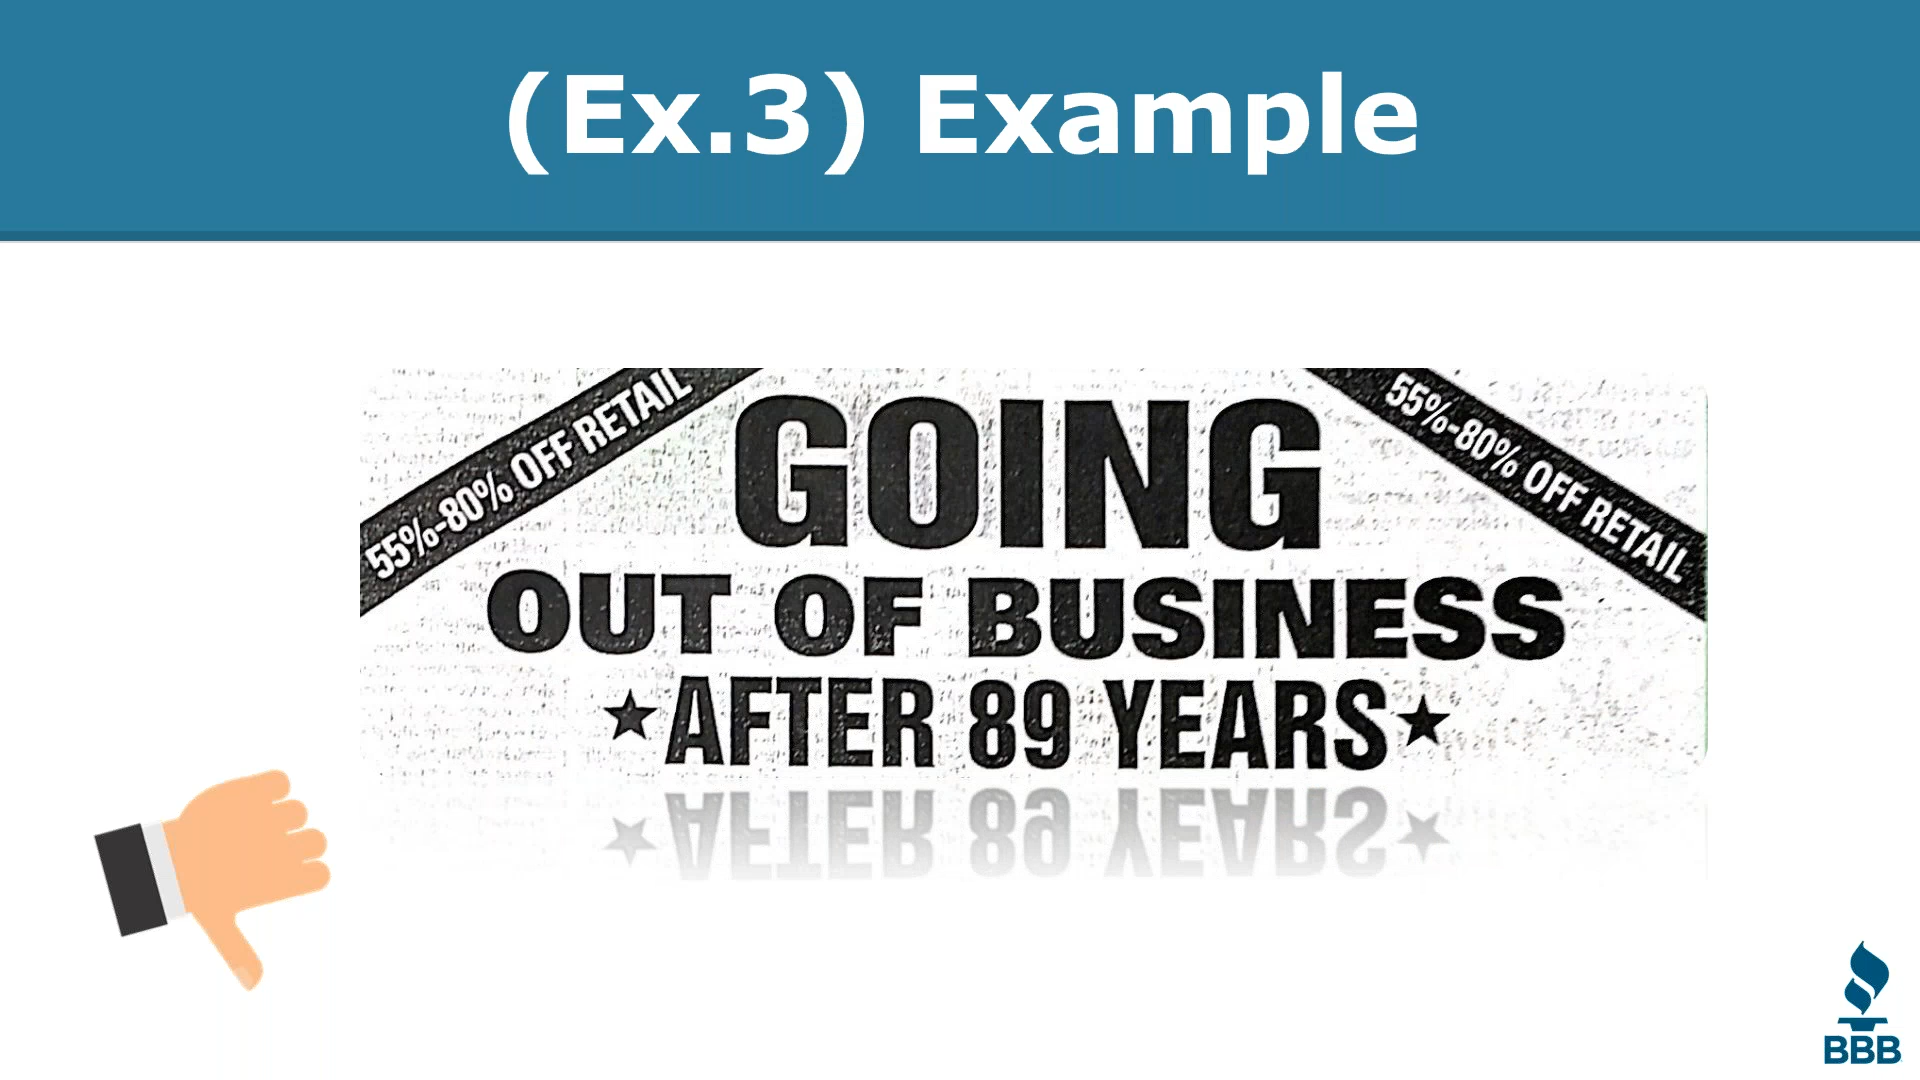 (Ex.3) Example
55%-80% OFF RETAIL
55%-80% OFF RETAIL
GOING
OUT OF BUSINESS
★AFTER 89 YEARS★
BBB